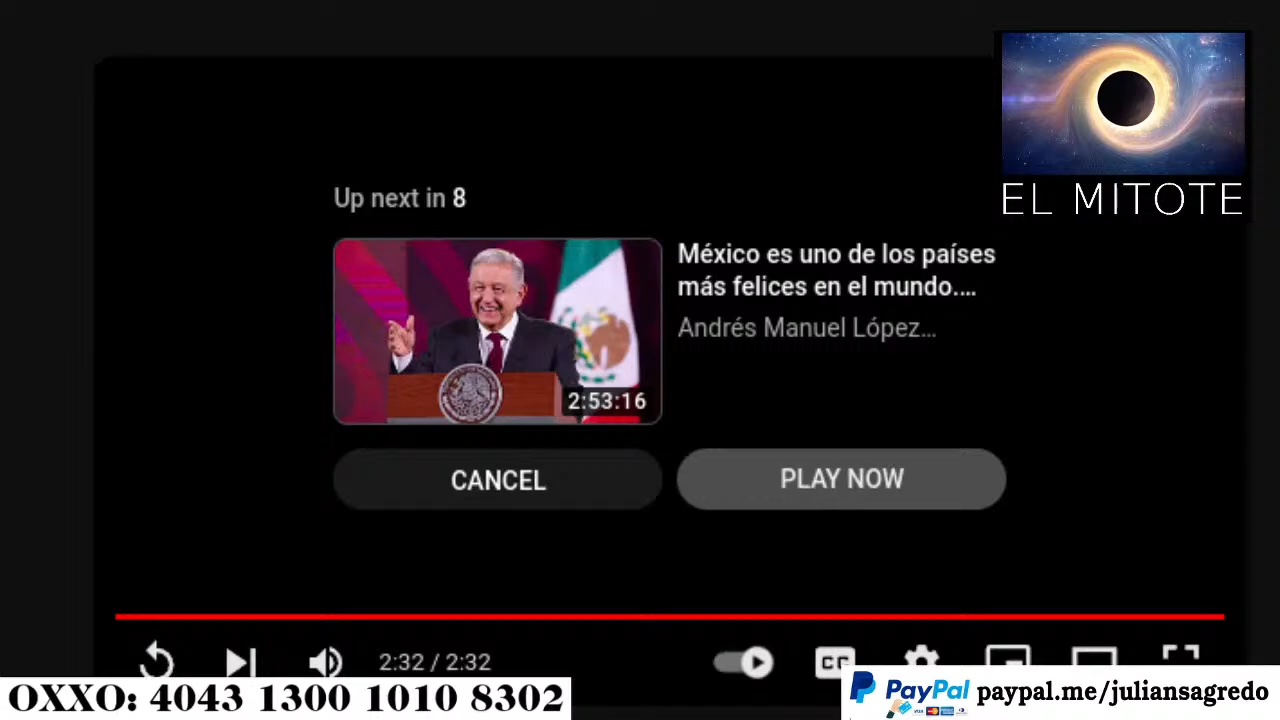 EL MITOTE
Up next in 8
México es uno de los países
más felices en el mundo....
Andrés Manuel López...
2:53:16
CANCEL
PLAY NOW
2:32 / 2:32
CC
OXXO: 4043 1300 1010 8302
PayPal paypal.me/juliansagredo